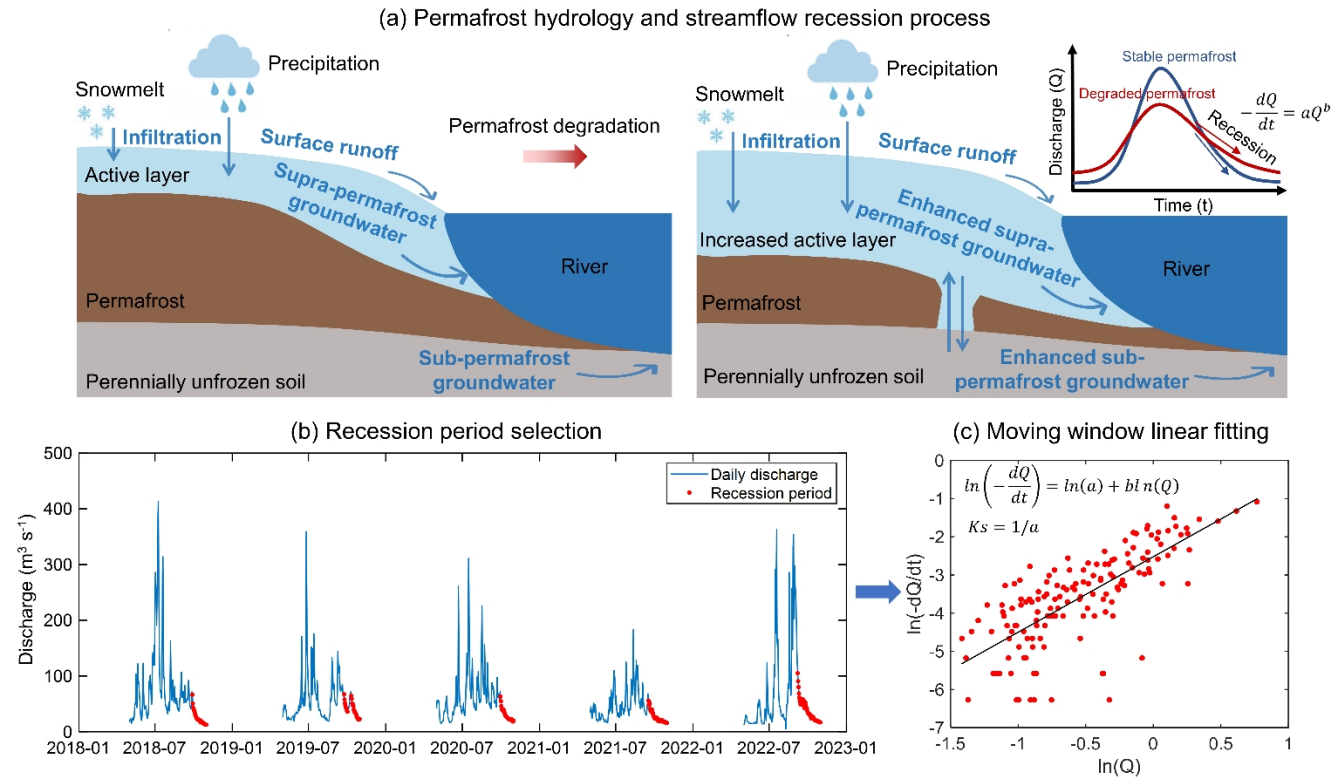 (a) Permafrost hydrology and streamflow recession process
Snowmelt
Precipitation
Infiltration
Surface runoff
Active layer
Supra-permafrost
groundwater
River
Permafrost
Sub-permafrost
groundwater
Perennially unfrozen soil
Permafrost degradation
Snowmelt
Precipitation
Infiltration
Surface runoff
Increased active layer
Enhanced supra-
permafrost groundwater
River
Permafrost
Enhanced sub-
permafrost groundwater
Perennially unfrozen soil
Discharge (Q)
Stable permafrost
Degraded permafrost
Recession
-dQ/dt = aQ^b
Time (t)
(b) Recession period selection
Discharge (m³ s⁻¹)
500
400
300
200
100
0
Daily discharge
Recession period
2018-01 2018-07 2019-01 2019-07 2020-01 2020-07 2021-01 2021-07 2022-01 2022-07 2023-01
(c) Moving window linear fitting
ln(-dQ/dt) = ln(a) + bl n(Q)
Ks = 1/a
ln(-dQ/dt)
0
-1
-2
-3
-4
-5
-6
-7
-1.5 -1 -0.5 0 0.5 1
ln(Q)